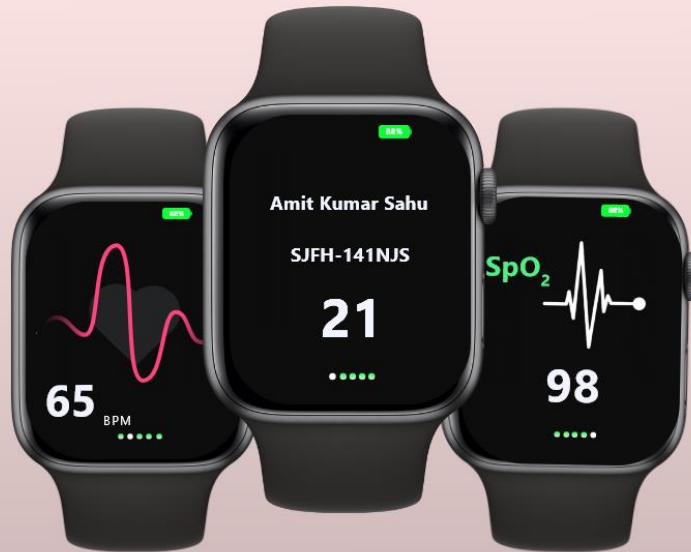 88%
65
BPM
88%
Amit Kumar Sahu
SJFH-141NJS
21
88%
SpO₂
98